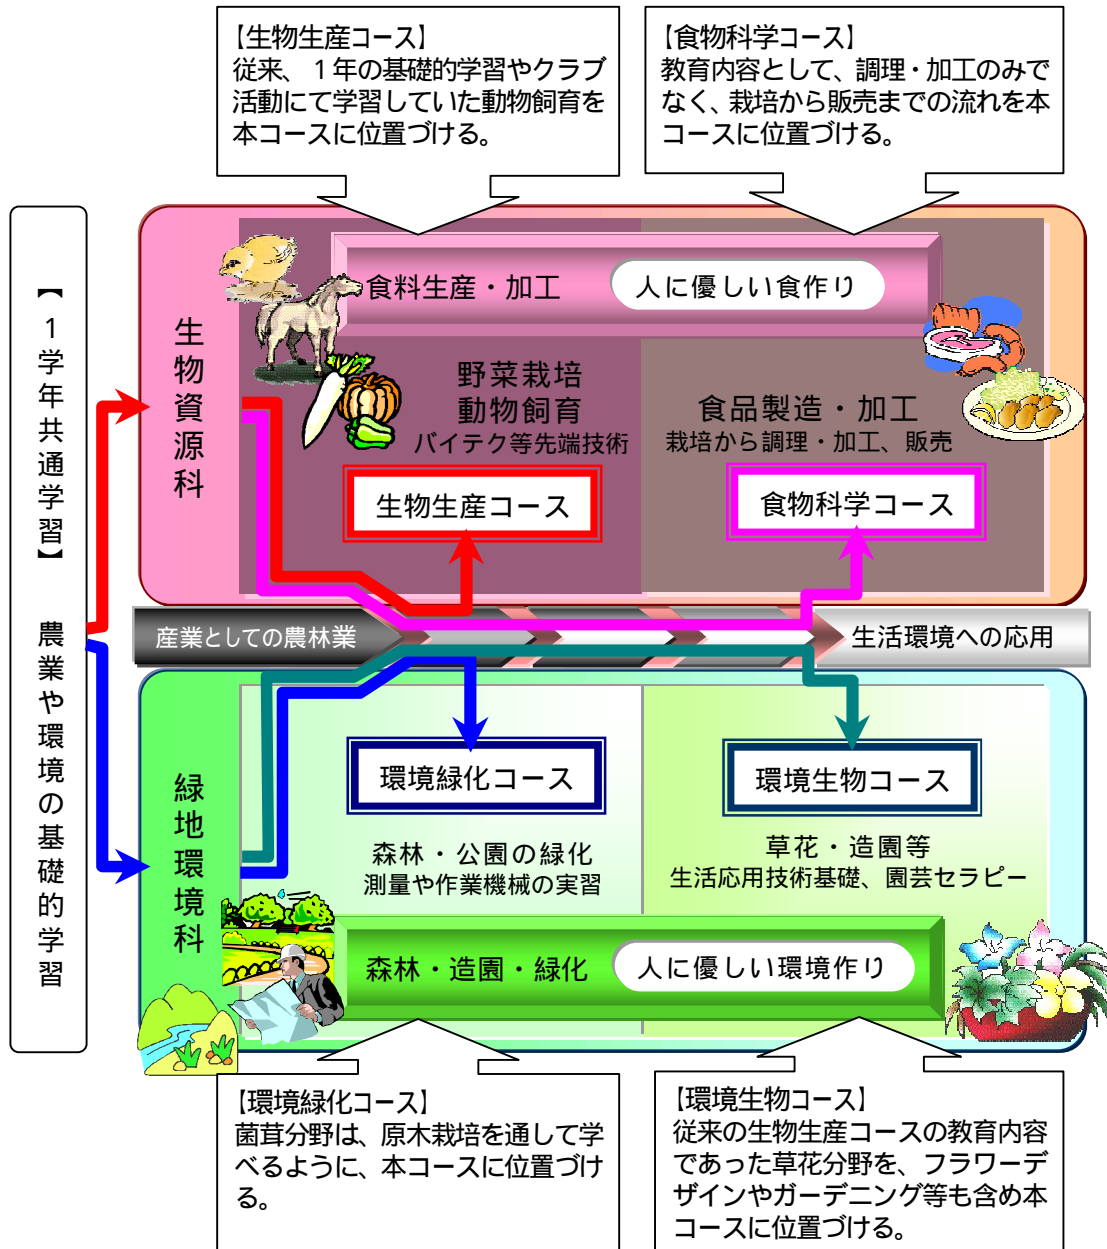 【生物生産コース】
従来、１年の基礎的学習やクラブ
活動にて学習していた動物飼育を
本コースに位置づける。
【食物科学コース】
教育内容として、調理・加工のみで
なく、栽培から販売までの流れを本
コースに位置づける。
【１学年共通学習】 農業や環境の基礎的学習
生物資源科
食料生産・加工
人に優しい食作り
野菜栽培
動物飼育
バイテク等先端技術
生物生産コース
食品製造・加工
栽培から調理・加工、販売
食物科学コース
産業としての農林業
生活環境への応用
緑地環境科
環境緑化コース
森林・公園の緑化
測量や作業機械の実習
環境生物コース
草花・造園等
生活応用技術基礎、園芸セラピー
森林・造園・緑化
人に優しい環境作り
【環境緑化コース】
菌茸分野は、原木栽培を通して学
べるように、本コースに位置づけ
る。
【環境生物コース】
従来の生物生産コースの教育内容
であった草花分野を、フラワーデ
ザインやガーデニング等も含め本
コースに位置づける。